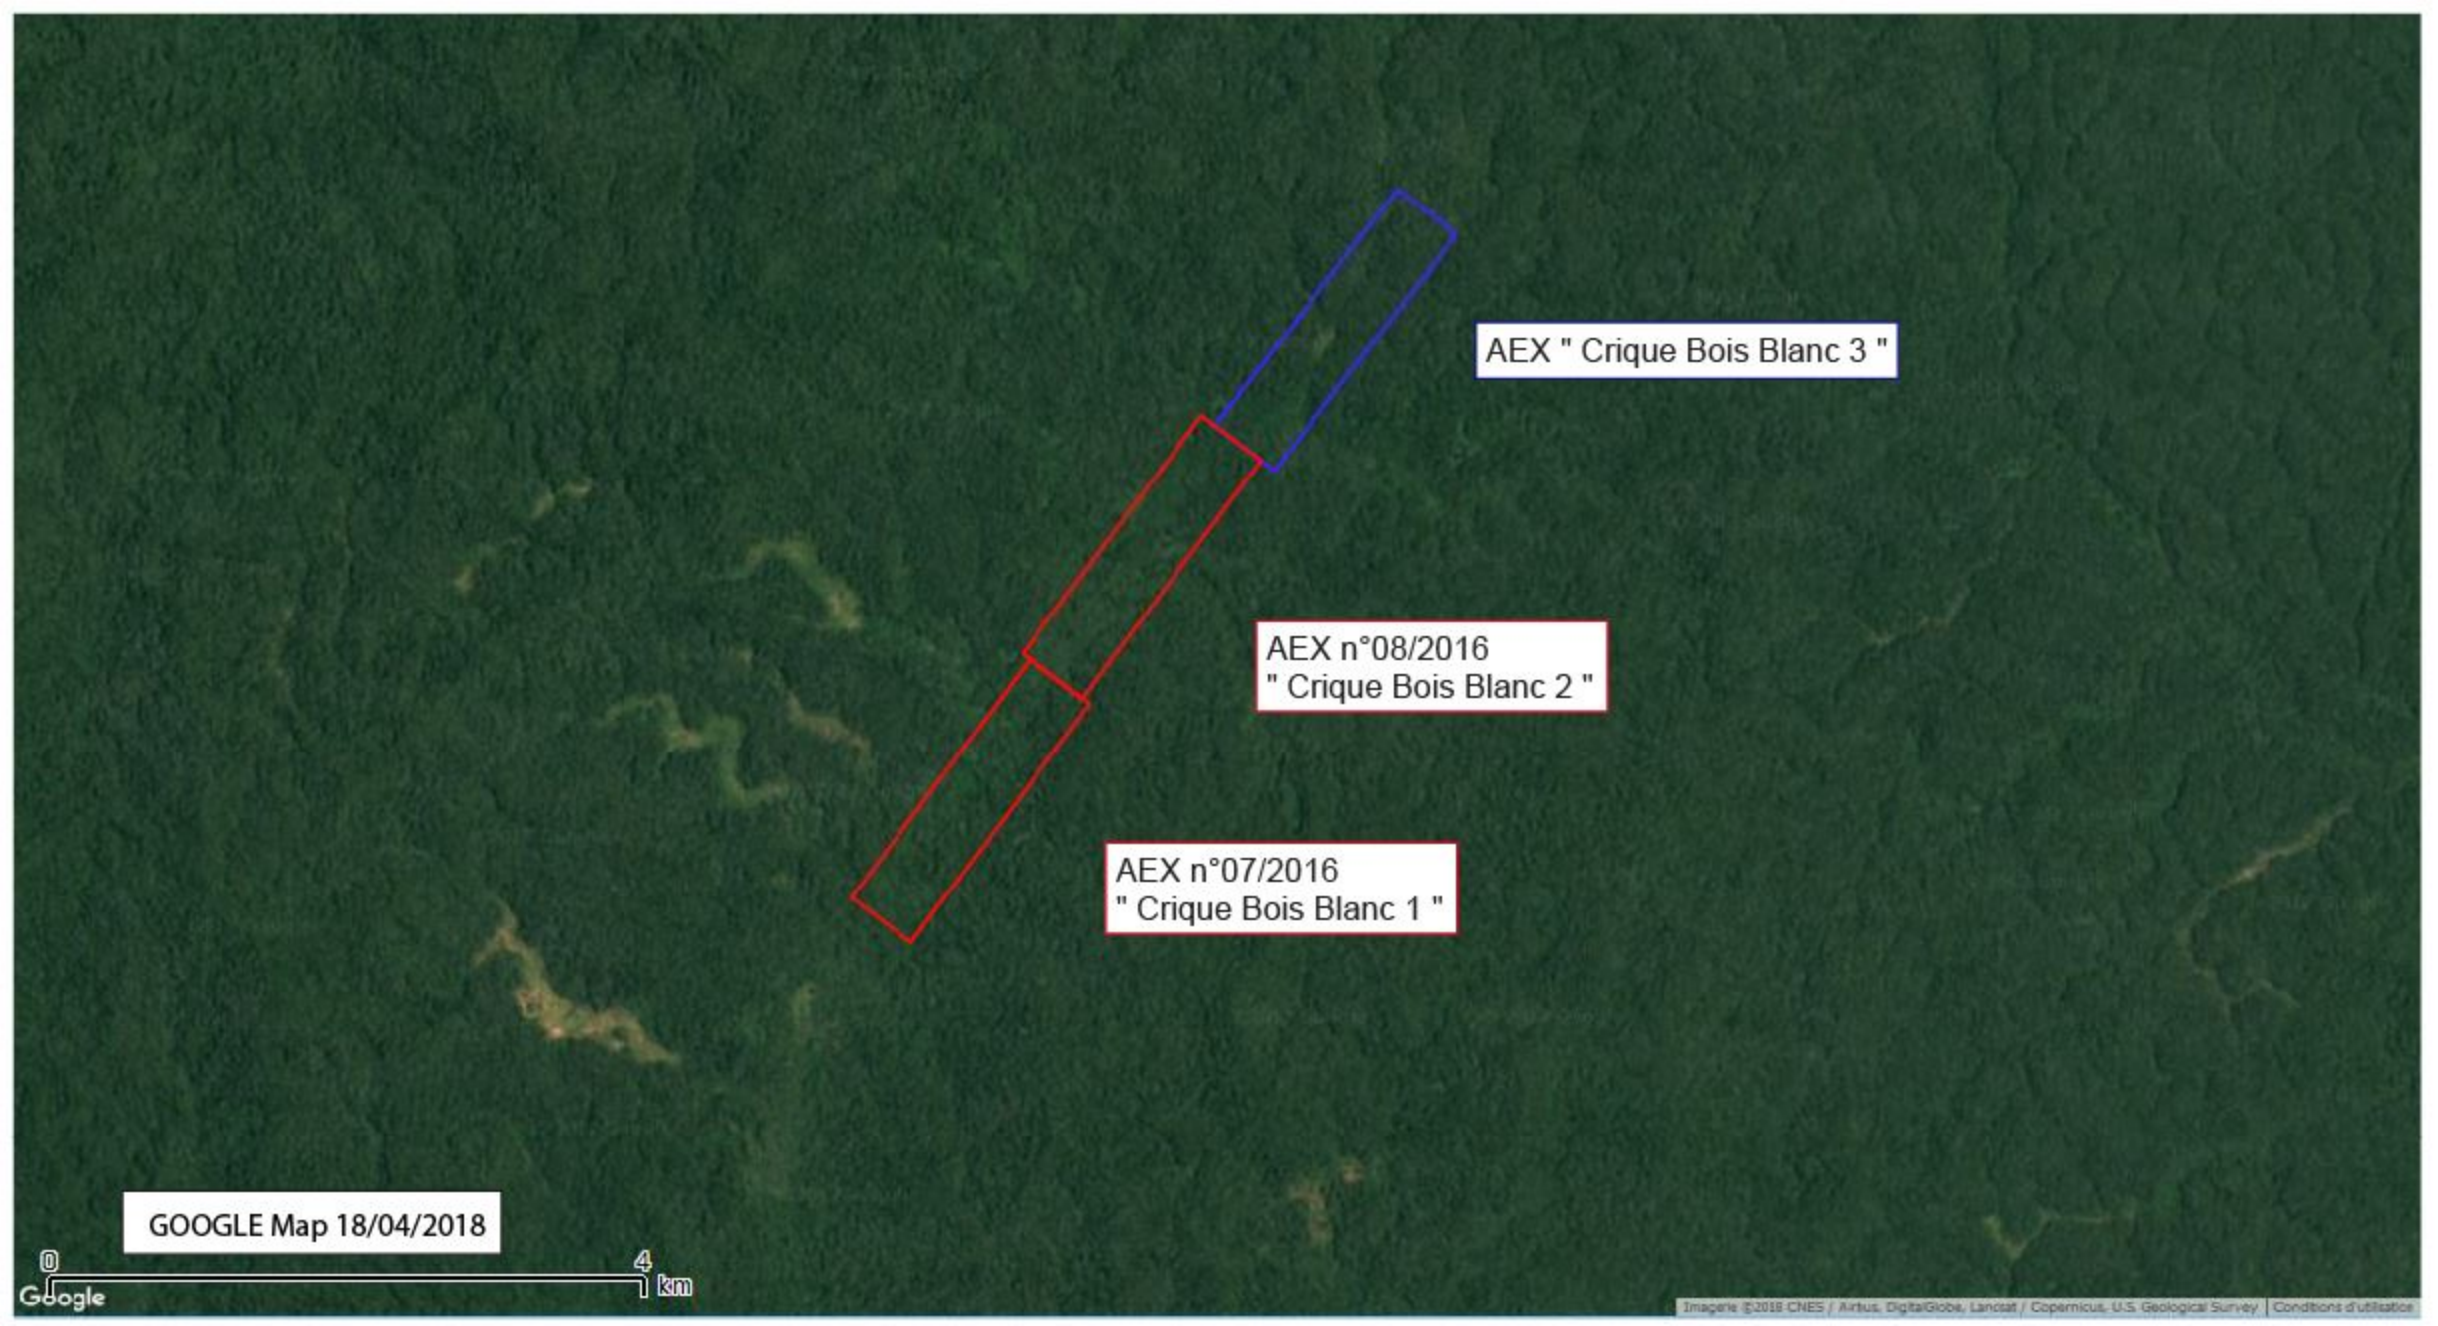 AEX " Crique Bois Blanc 3 "
AEX n°08/2016
" Crique Bois Blanc 2 "
AEX n°07/2016
" Crique Bois Blanc 1 "
GOOGLE Map 18/04/2018
0 4 km
Google
Imagerie ©2018 CNES / Airbus, DigitalGlobe, Landsat / Copernicus, U.S. Geological Survey Conditions d'utilisation